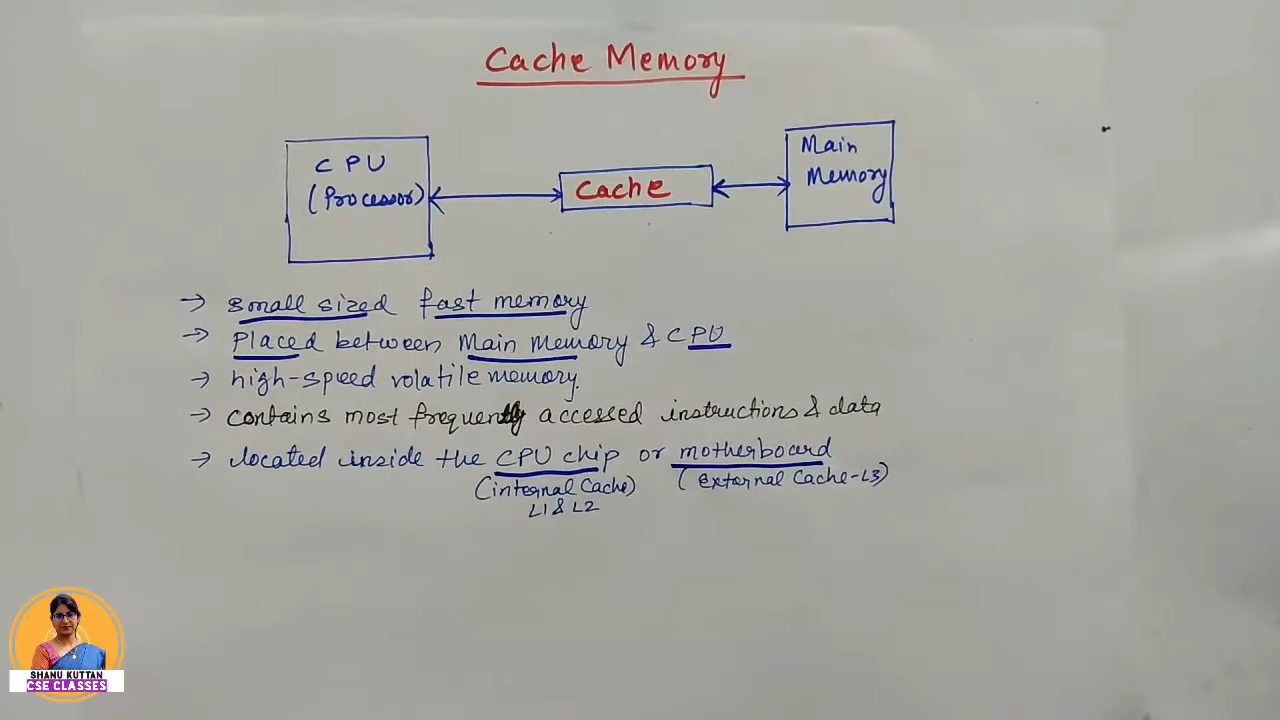 Cache Memory
CPU
(Processor)
Cache
Main
Memory
→ small sized fast memory
→ Placed between Main Memory & CPU
→ high-speed volatile memory.
→ contains most frequently accessed instructions & data
→ located inside the CPU chip or motherboard
(internal Cache) (External Cache-L3)
L1 & L2
SHANU KUTTAN
CSE CLASSES